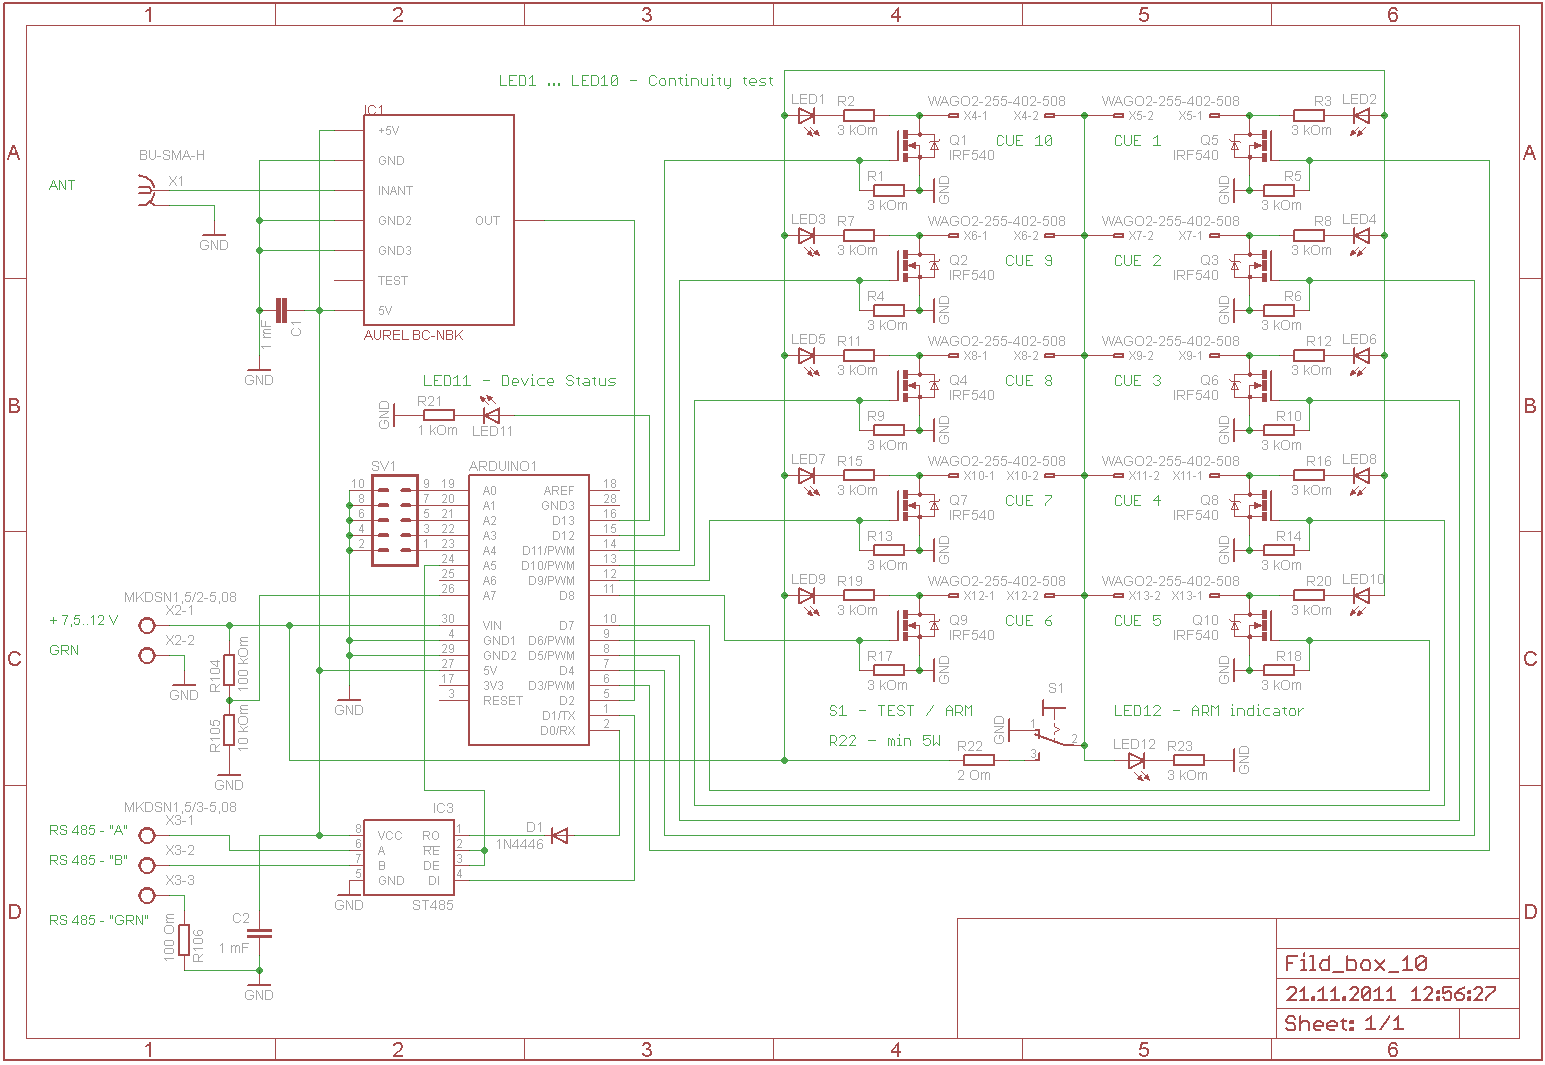 1 2 3 4 5 6
LED1 ... LED10 - Continuity test
IC1
+5V
GND
INANT
GND2
OUT
GND3
TEST
5V
AUREL BC-NBK
A
BU-SMA-H
ANT
X1
GND
1 mF
C1
GND
LED1 R2 WAGO2-255-402-508 WAGO2-255-402-508 R3 LED2
X4-1 X4-2 X5-2 X5-1
3 kOm Q1 CUE 10 CUE 1 Q5 3 kOm
IRF540 IRF540
A
R1 GND GND R5
3 kOm 3 kOm
LED3 R7 WAGO2-255-402-508 WAGO2-255-402-508 R8 LED4
X6-1 X6-2 X7-2 X7-1
3 kOm Q2 CUE 9 CUE 2 Q3 3 kOm
IRF540 IRF540
R4 GND GND R6
3 kOm 3 kOm
LED5 R11 WAGO2-255-402-508 WAGO2-255-402-508 R12 LED6
X8-1 X8-2 X9-2 X9-1
3 kOm Q4 CUE 8 CUE 3 Q6 3 kOm
IRF540 IRF540
B
R9 GND GND R10
3 kOm 3 kOm
LED7 R15 WAGO2-255-402-508 WAGO2-255-402-508 R16 LED8
X10-1 X10-2 X11-2 X11-1
3 kOm Q7 CUE 7 CUE 4 Q8 3 kOm
IRF540 IRF540
R13 GND GND R14
3 kOm 3 kOm
LED9 R19 WAGO2-255-402-508 WAGO2-255-402-508 R20 LED10
X12-1 X12-2 X13-2 X13-1
3 kOm Q9 CUE 6 CUE 5 Q10 3 kOm
IRF540 IRF540
C
R17 GND GND R18
3 kOm 3 kOm
B
LED11 - Device Status
GND R21
1 kOm LED11
SV1 ARDUINO1
10 9 19 A0 AREF 18
8 7 20 A1 GND3 28
6 5 21 A2 D13 16
4 3 22 A3 D12 15
2 1 23 A4 D11/PWM 14
24 A5 D10/PWM 13
25 A6 D9/PWM 12
26 A7 D8 11
30 VIN D7 10
4 GND1 D6/PWM 9
29 GND2 D5/PWM 8
27 5V D4 7
17 3V3 D3/PWM 6
3 RESET D2 5
D1/TX 1
D0/RX 2
GND
MKDSN1,5/2-5,08
X2-1
+7,5..12 V
X2-2
GRN
C
GND
R104
100 kOm
R105
10 kOm
GND
S1
S1 - TEST / ARM
LED12 - ARM indicator
R22 - min 5W
GND
1
2
3
R22
2 Om
LED12 R23
3 kOm
GND
MKDSN1,5/3-5,08
X3-1
RS 485 - "A"
X3-2
RS 485 - "B"
X3-3
RS 485 - "GRN"
IC3
8 VCC RO 1
6 A RE 2
7 B DE 3
5 GND DI 4
GND ST485
D1
1N4446
D
100 Om
R106
C2
1 mF
GND
D
Fild_box_10
21.11.2011 12:56:27
Sheet: 1/1
1 2 3 4 5 6